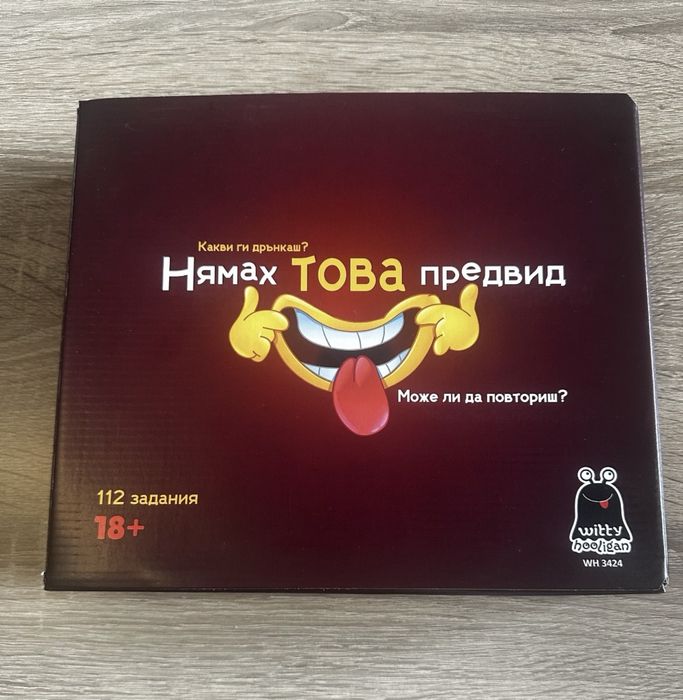 Какви ги дрънкаш?
Нямах ТОВА предвид
Може ли да повториш?
112 задания
18+
witty
hooligan
WH 3424